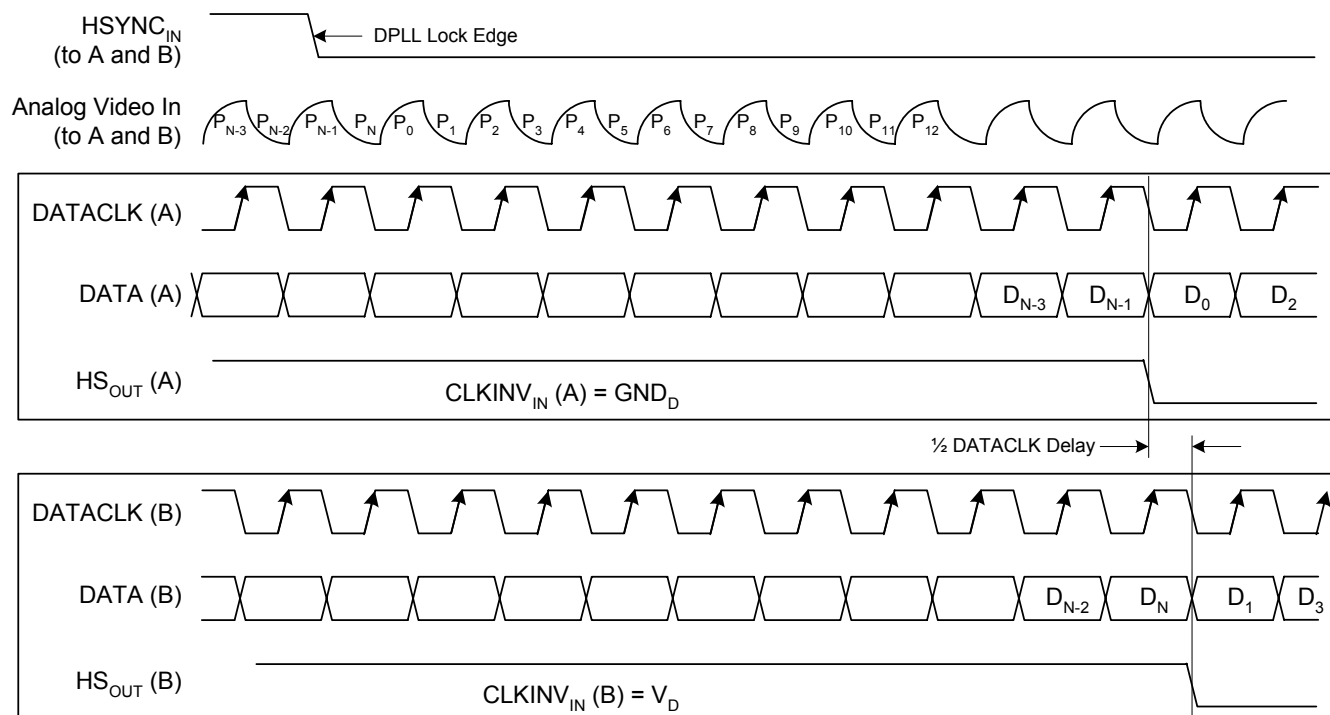 HSYNC_IN
(to A and B)
DPLL Lock Edge
Analog Video In
(to A and B)
P_N-3 P_N-2 P_N-1 P_N P_0 P_1 P_2 P_3 P_4 P_5 P_6 P_7 P_8 P_9 P_10 P_11 P_12
DATACLK (A)
DATA (A)
D_N-3 D_N-1 D_0 D_2
HS_OUT (A)
CLKINV_IN (A) = GND_D
½ DATACLK Delay
DATACLK (B)
DATA (B)
D_N-2 D_N D_1 D_3
HS_OUT (B)
CLKINV_IN (B) = V_D